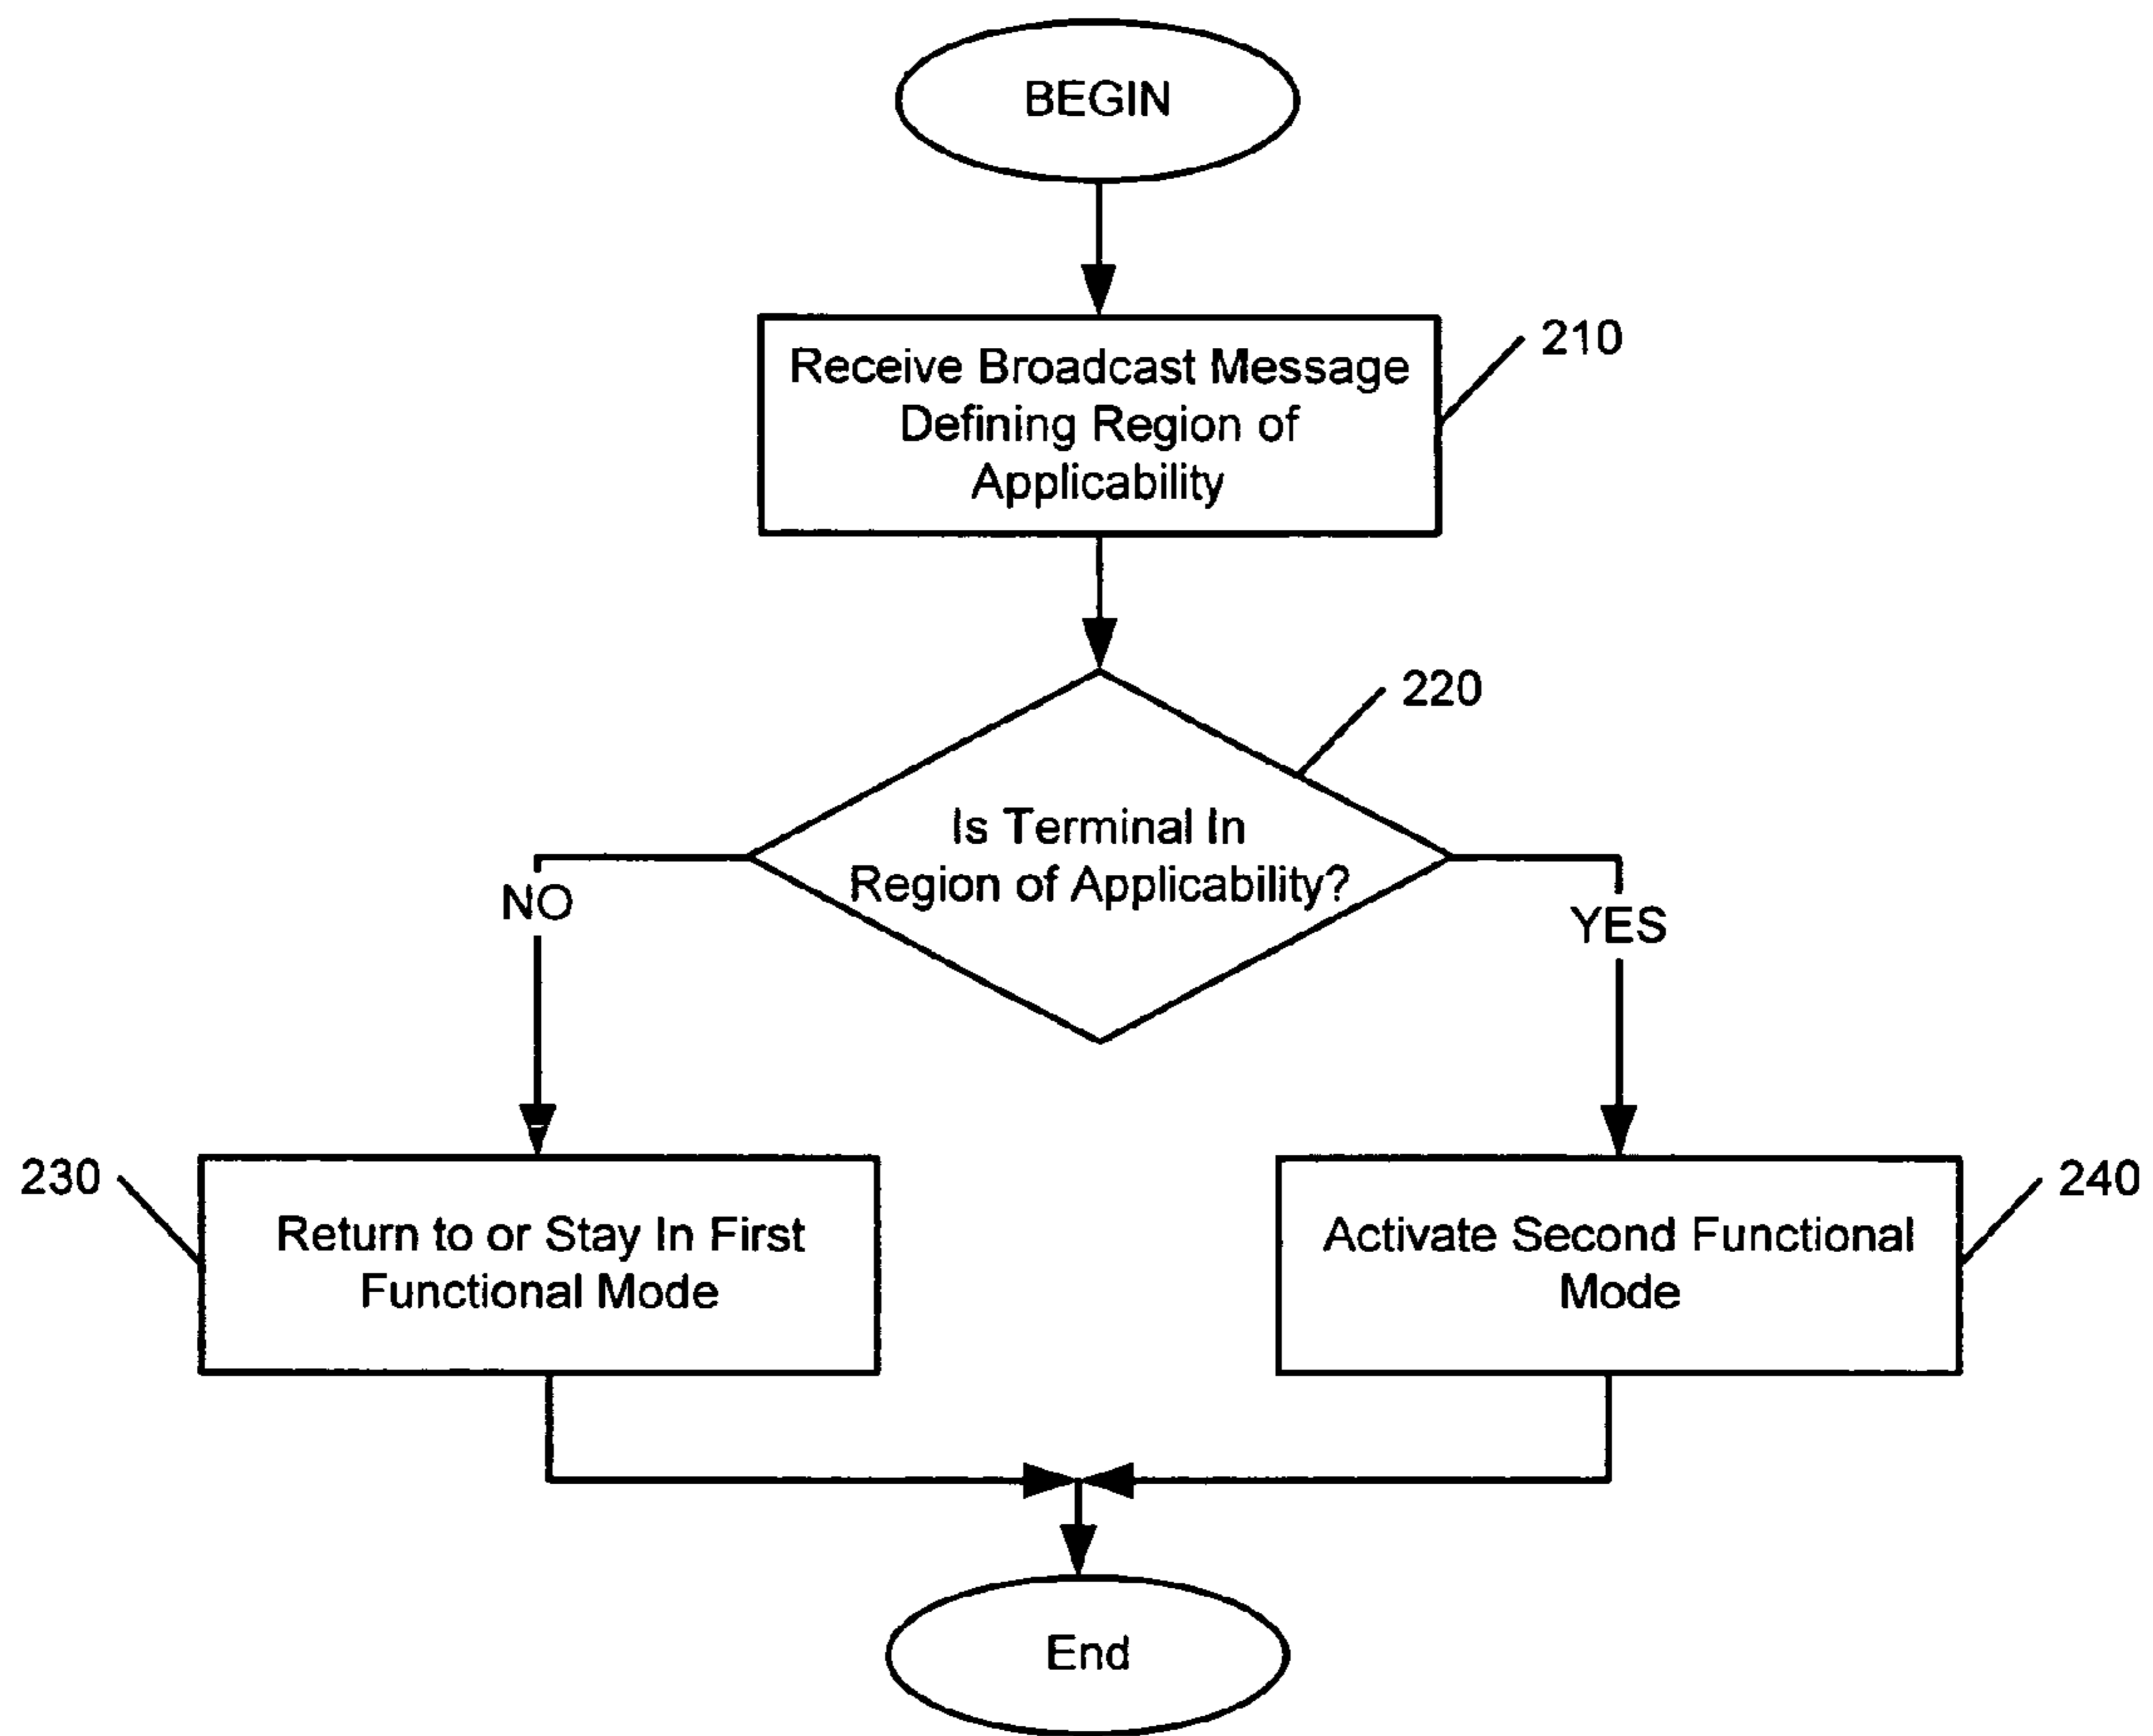 BEGIN
Receive Broadcast Message
Defining Region of
Applicability
210
220
Is Terminal In
Region of Applicability?
NO
YES
230
Return to or Stay In First
Functional Mode
Activate Second Functional
Mode
240
End